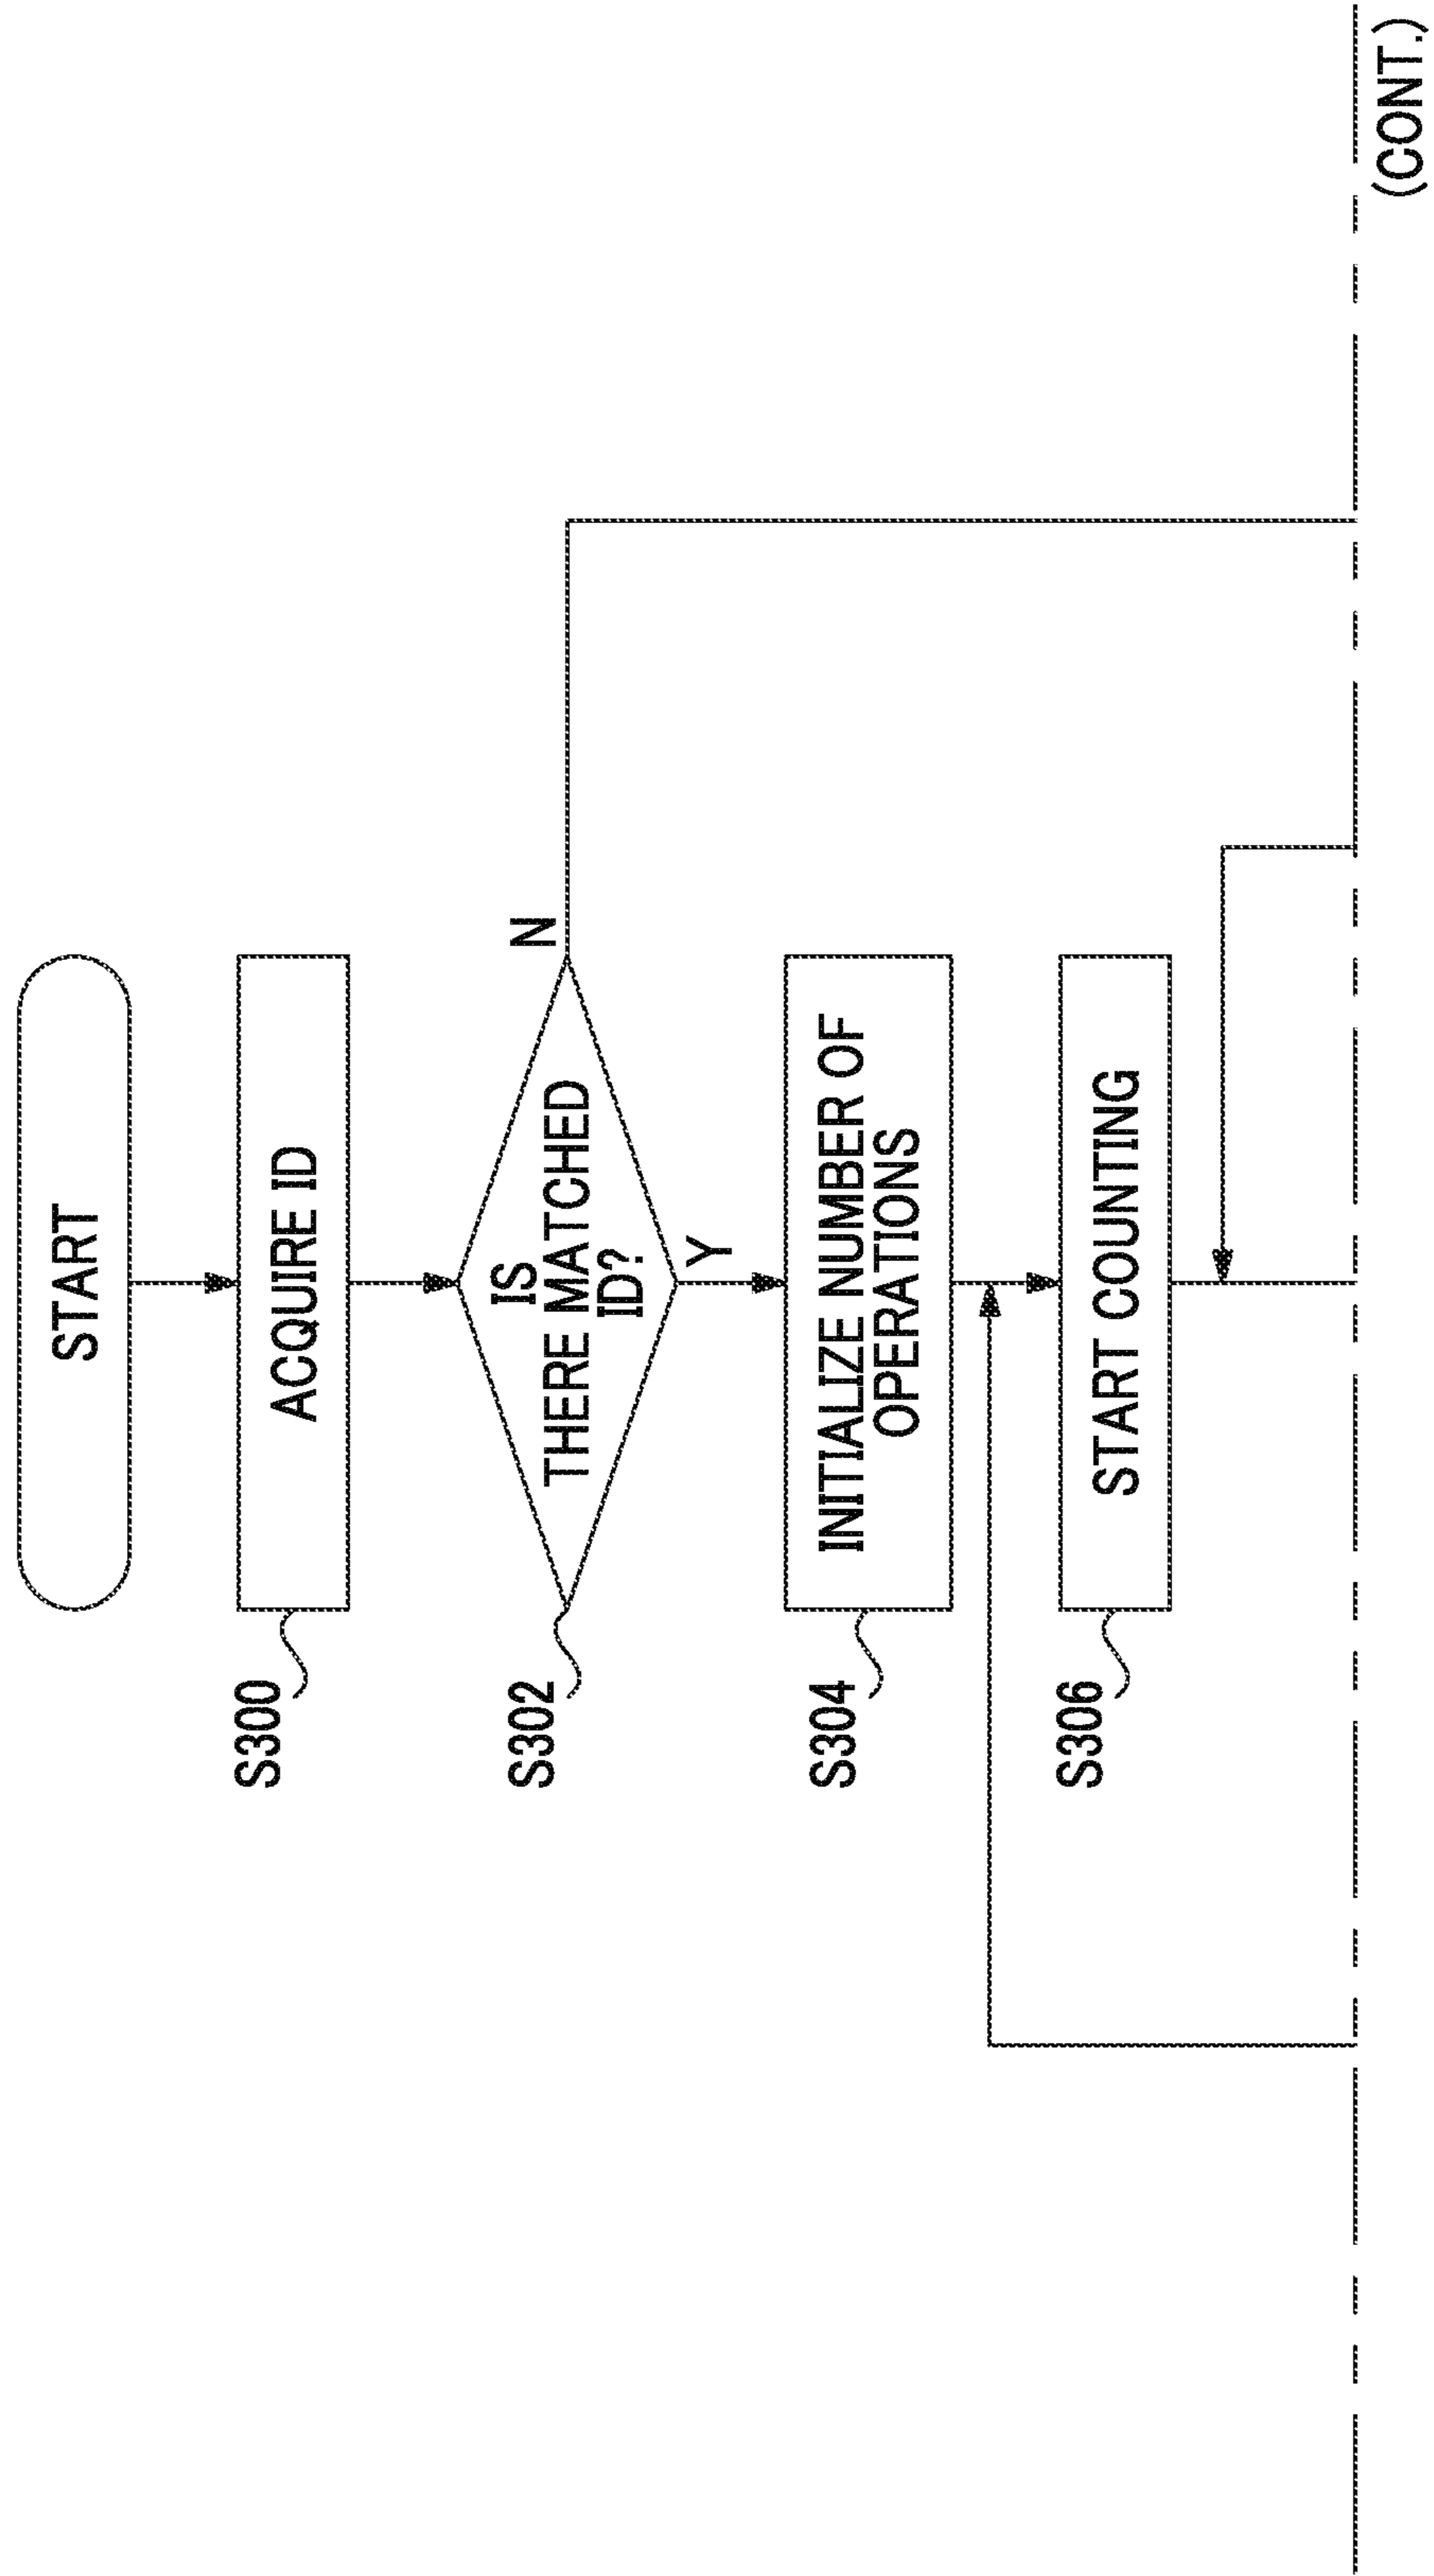 START
S300
ACQUIRE ID
S302
IS
THERE MATCHED
ID?
N
Y
S304
INITIALIZE NUMBER OF
OPERATIONS
S306
START COUNTING
(CONT.)